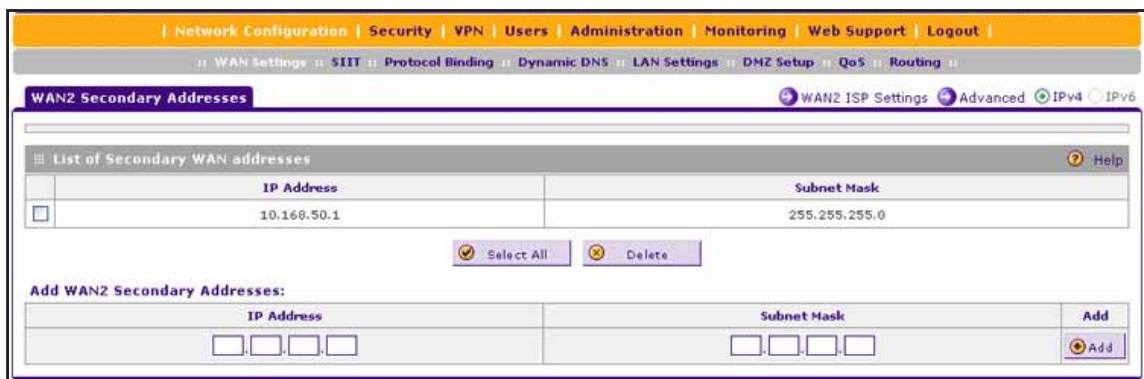 | Network Configuration | Security | VPN | Users | Administration | Monitoring | Web Support | Logout |
:: WAN Settings :: SIIT :: Protocol Binding :: Dynamic DNS :: LAN Settings :: DMZ Setup :: QoS :: Routing ::
WAN2 Secondary Addresses WAN2 ISP Settings Advanced IPv4 IPv6
List of Secondary WAN addresses Help
IP Address Subnet Mask
10.168.50.1 255.255.255.0
Select All Delete
Add WAN2 Secondary Addresses:
IP Address Subnet Mask Add
. . . . . . Add